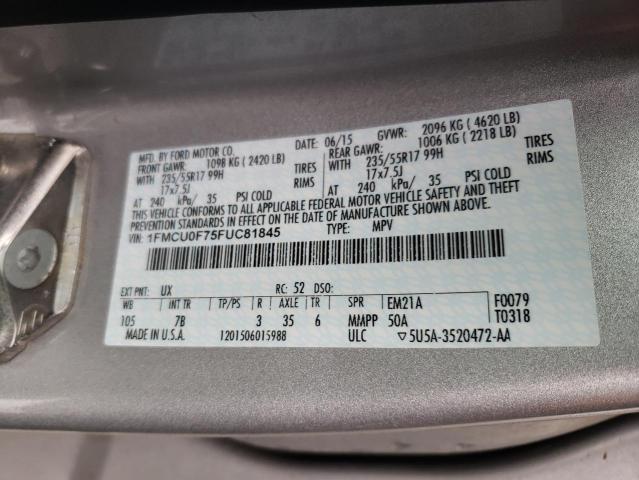 MFD. BY FORD MOTOR CO. 06/15 GVWR: 2096 KG ( 4620 LB)
FRONT GAWR: 1098 KG ( 2420 LB) REAR GAWR: 1006 KG ( 2218 LB)
WITH 235/55R17 99H TIRES WITH 235/55R17 99H TIRES
17x7.5J RIMS 17x7.5J RIMS
AT 240 kPa/ 35 PSI COLD AT 240 kPa/ 35 PSI COLD
THIS VEHICLE CONFORMS TO ALL APPLICABLE FEDERAL MOTOR VEHICLE SAFETY AND THEFT
PREVENTION STANDARDS IN EFFECT ON THE DATE OF MANUFACTURE SHOWN ABOVE.
VIN: 1FMCU0F75FUC81845 TYPE: MPV
EXT PNT: UX RC: 52 DSO:
WB INT TR TP/PS R AXLE TR SPR EM21A F0079
105 7B 3 35 6 MMPP 50A T0318
MADE IN U.S.A. 1201506015988 ULC 5U5A-3520472-AA